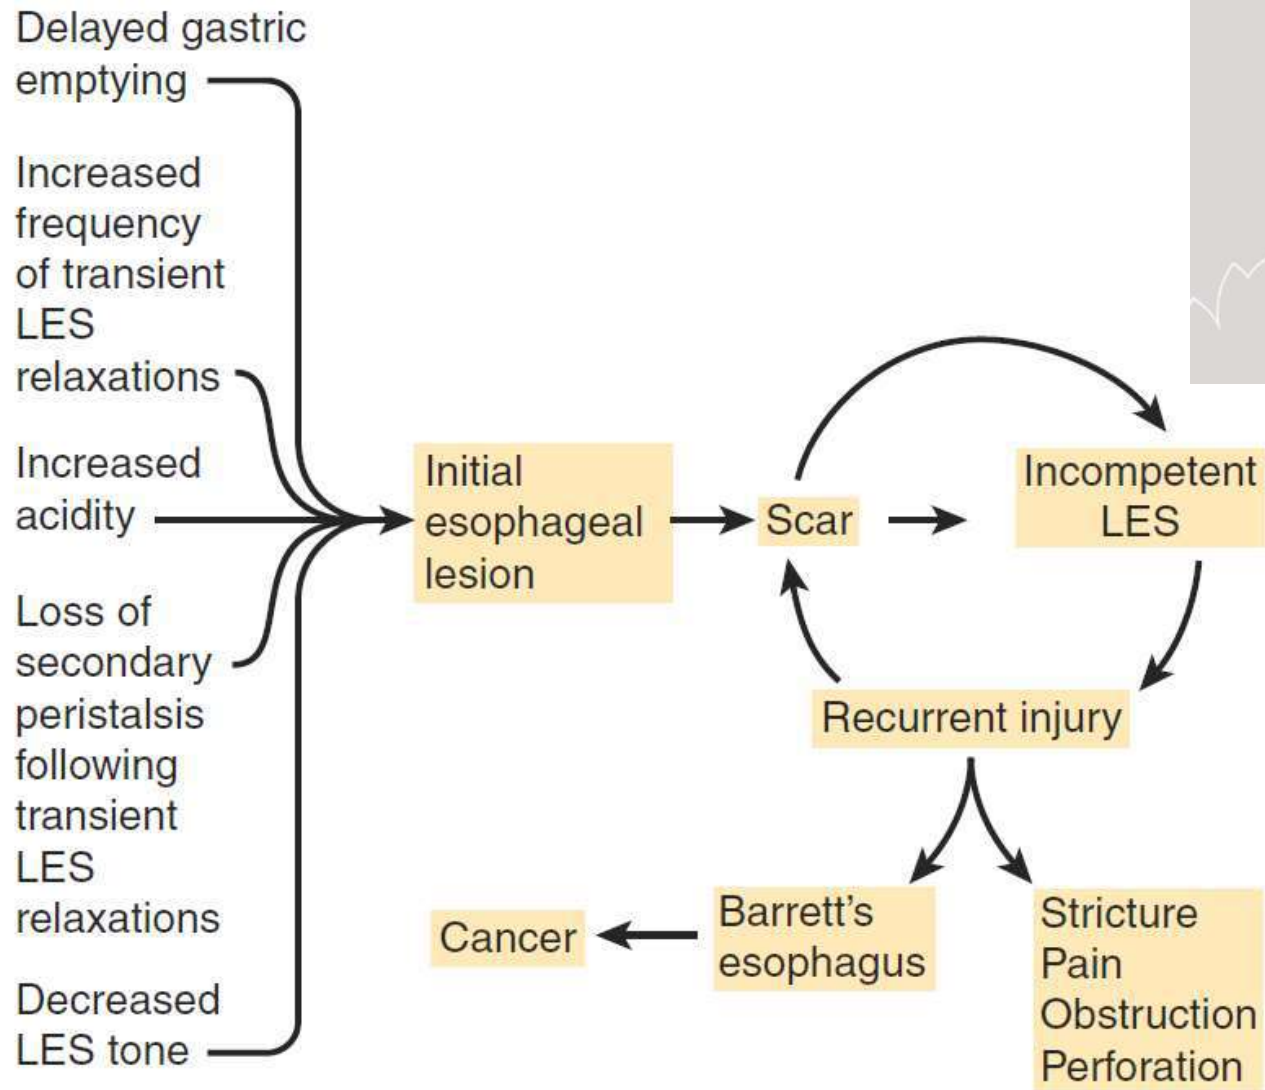 Delayed gastric
emptying
Increased
frequency
of transient
LES
relaxations
Increased
acidity
Loss of
secondary
peristalsis
following
transient
LES
relaxations
Decreased
LES tone
Initial
esophageal
lesion
Scar
Incompetent
LES
Recurrent injury
Barrett’s
esophagus
Cancer
Stricture
Pain
Obstruction
Perforation